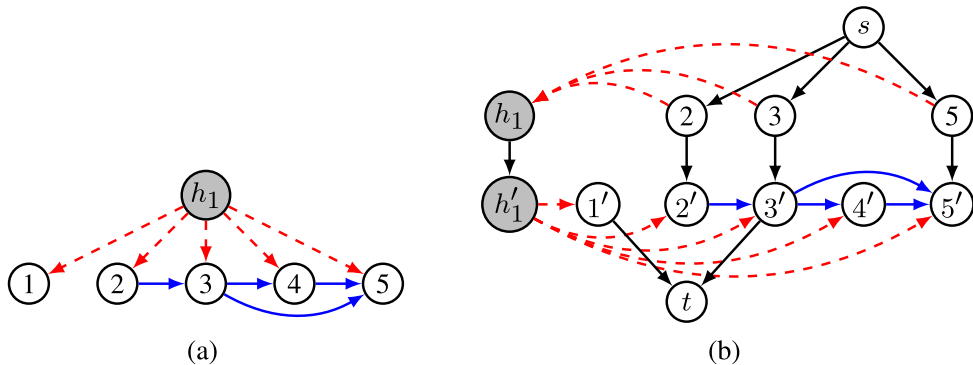 h₁
1 2 3 4 5
(a)
s
h₁ 2 3 5
h₁′ 1′ 2′ 3′ 4′ 5′
t
(b)